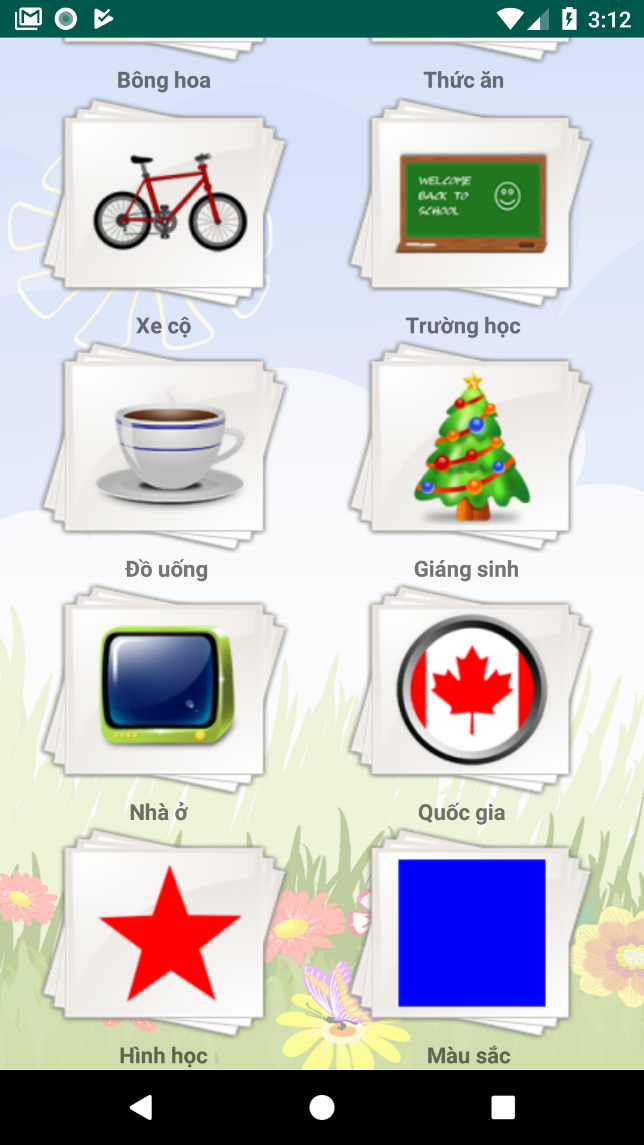 3:12
Bông hoa
Thức ăn
WELCOME
BACK TO
SCHOOL
Xe cộ
Trường học
Đồ uống
Giáng sinh
Nhà ở
Quốc gia
Hình học
Màu sắc